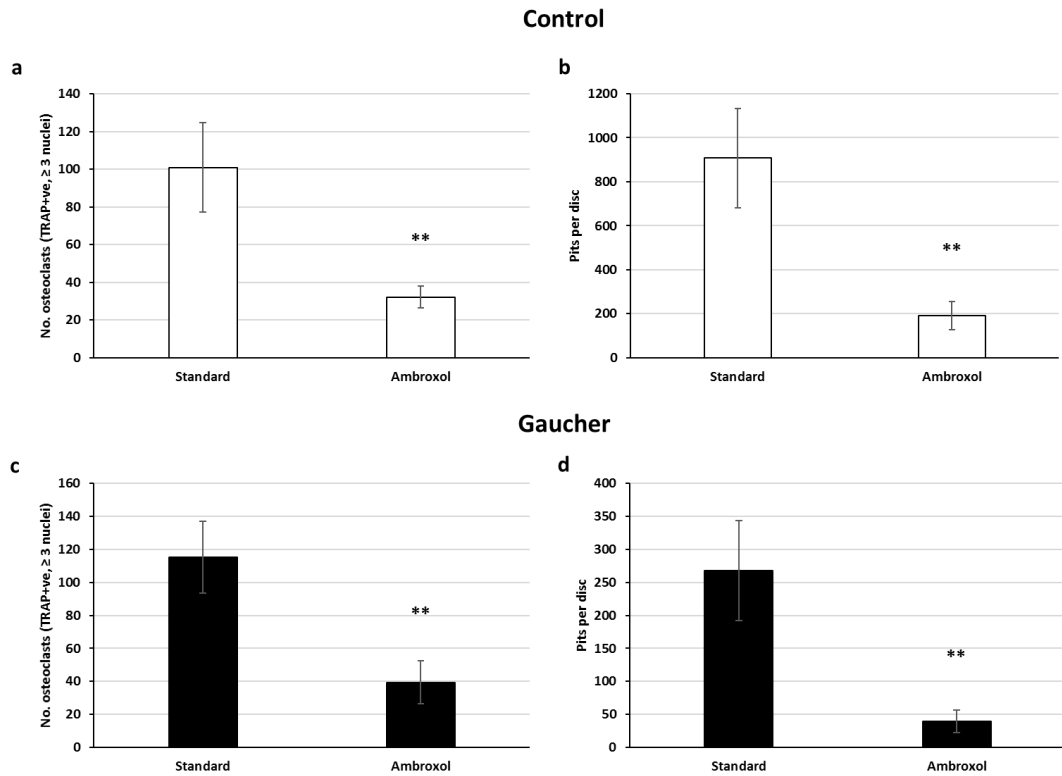 Control
a
No. osteoclasts (TRAP+ve, ≥ 3 nuclei)
140
120
100
80
60
40
20
0
**
Standard
Ambroxol
b
Pits per disc
1200
1000
800
600
400
200
0
**
Standard
Ambroxol
Gaucher
c
No. osteoclasts (TRAP+ve, ≥ 3 nuclei)
160
140
120
100
80
60
40
20
0
**
Standard
Ambroxol
d
Pits per disc
400
350
300
250
200
150
100
50
0
**
Standard
Ambroxol